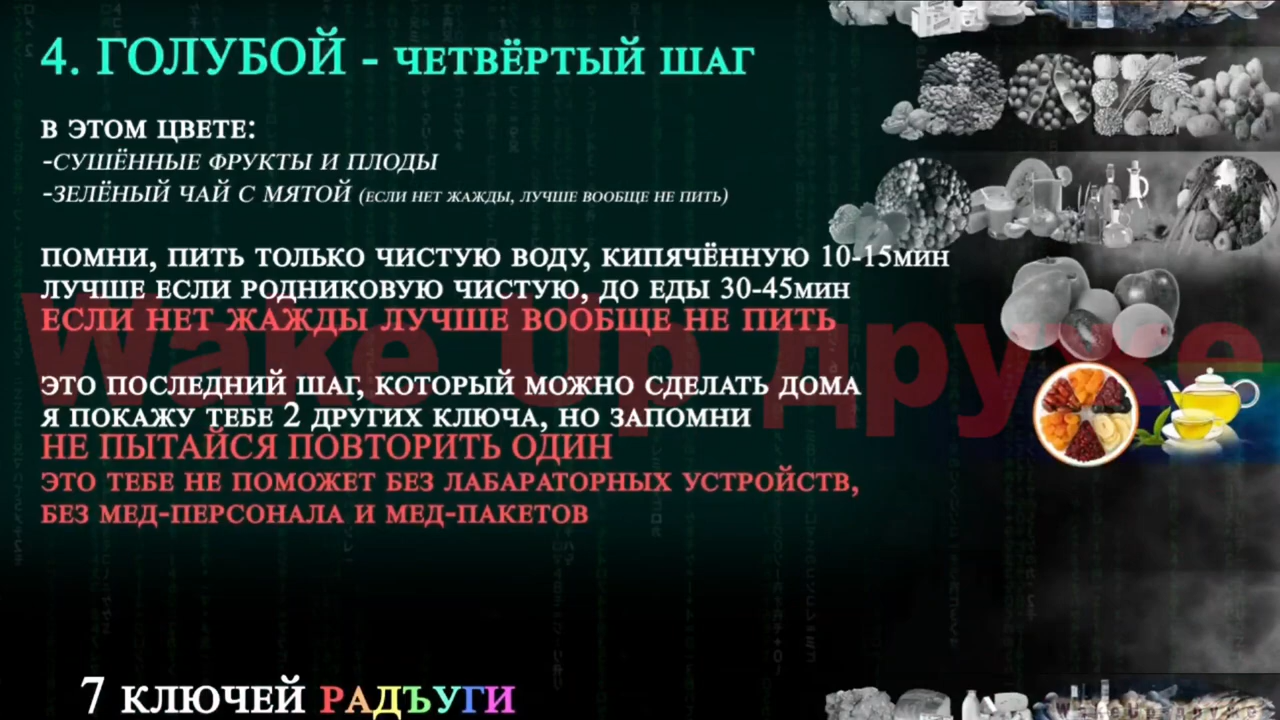 4. ГОЛУБОЙ - ЧЕТВЁРТЫЙ ШАГ
В ЭТОМ ЦВЕТЕ:
-СУШЁННЫЕ ФРУКТЫ И ПЛОДЫ
-ЗЕЛЁНЫЙ ЧАЙ С МЯТОЙ (ЕСЛИ НЕТ ЖАЖДЫ, ЛУЧШЕ ВООБЩЕ НЕ ПИТЬ)
ПОМНИ, ПИТЬ ТОЛЬКО ЧИСТУЮ ВОДУ, КИПЯЧЁННУЮ 10-15МИН
ЛУЧШЕ ЕСЛИ РОДНИКОВУЮ ЧИСТУЮ, ДО ЕДЫ 30-45МИН
ЕСЛИ НЕТ ЖАЖДЫ ЛУЧШЕ ВООБЩЕ НЕ ПИТЬ
Wake Up друже
ЭТО ПОСЛЕДНИЙ ШАГ, КОТОРЫЙ МОЖНО СДЕЛАТЬ ДОМА
Я ПОКАЖУ ТЕБЕ 2 ДРУГИХ КЛЮЧА, НО ЗАПОМНИ
НЕ ПЫТАЙСЯ ПОВТОРИТЬ ОДИН
ЭТО ТЕБЕ НЕ ПОМОЖЕТ БЕЗ ЛАБАРАТОРНЫХ УСТРОЙСТВ,
БЕЗ МЕД-ПЕРСОНАЛА И МЕД-ПАКЕТОВ
7 КЛЮЧЕЙ РАДЪУГИ
Wake Up друже